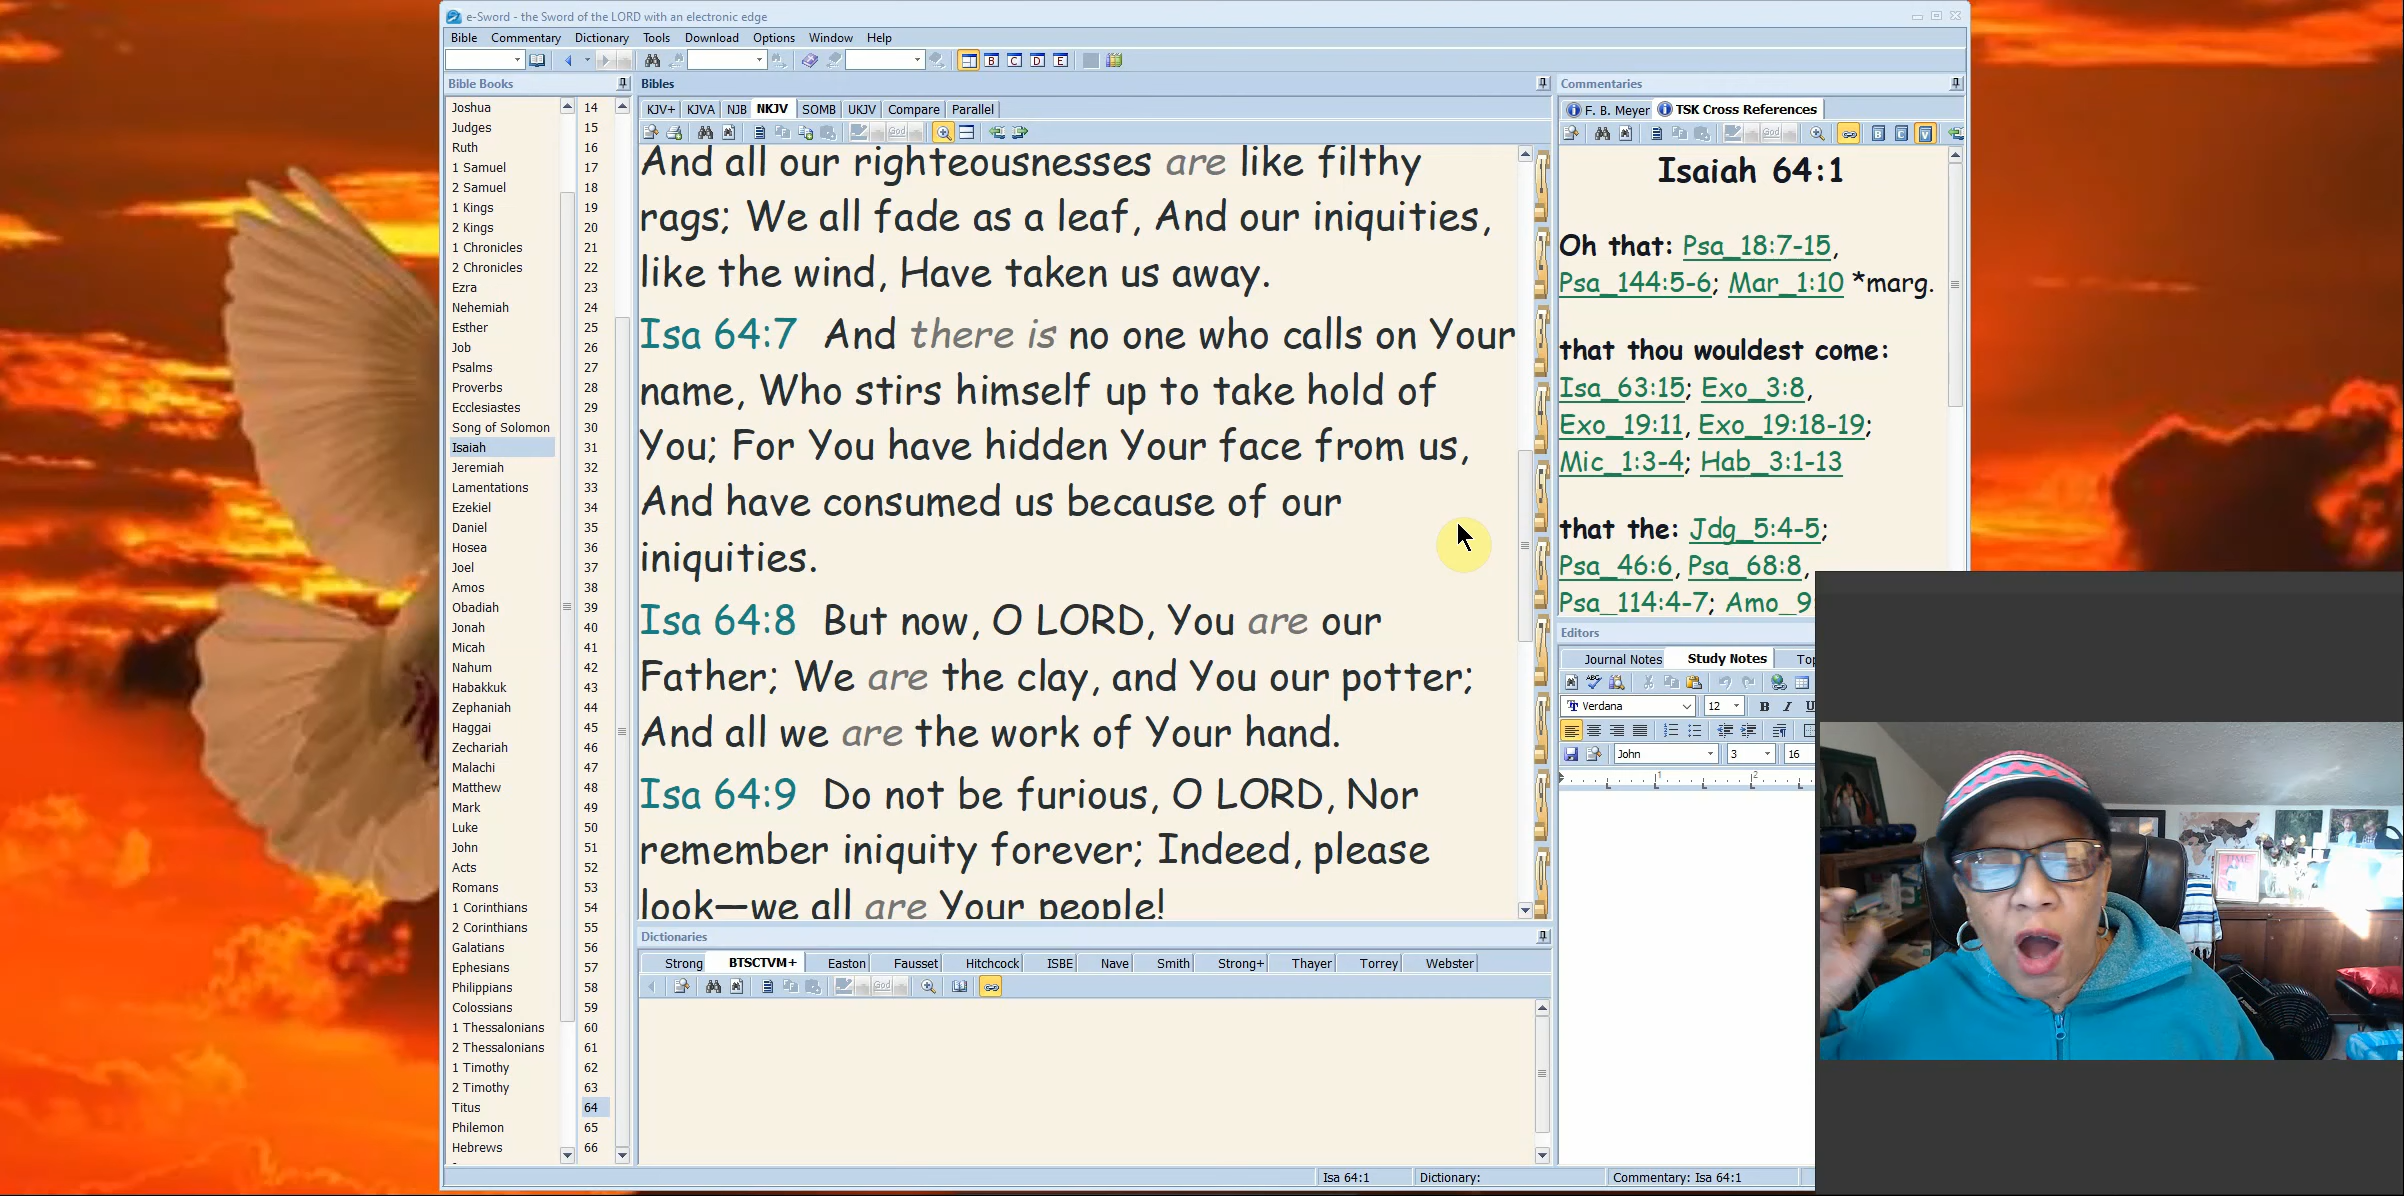 e-Sword - the Sword of the LORD with an electronic edge
Bible Commentary Dictionary Tools Download Options Window Help
B C D E
Bible Books
Joshua 14
Judges 15
Ruth 16
1 Samuel 17
2 Samuel 18
1 Kings 19
2 Kings 20
1 Chronicles 21
2 Chronicles 22
Ezra 23
Nehemiah 24
Esther 25
Job 26
Psalms 27
Proverbs 28
Ecclesiastes 29
Song of Solomon 30
Isaiah 31
Jeremiah 32
Lamentations 33
Ezekiel 34
Daniel 35
Hosea 36
Joel 37
Amos 38
Obadiah 39
Jonah 40
Micah 41
Nahum 42
Habakkuk 43
Zephaniah 44
Haggai 45
Zechariah 46
Malachi 47
Matthew 48
Mark 49
Luke 50
John 51
Acts 52
Romans 53
1 Corinthians 54
2 Corinthians 55
Galatians 56
Ephesians 57
Philippians 58
Colossians 59
1 Thessalonians 60
2 Thessalonians 61
1 Timothy 62
2 Timothy 63
Titus 64
Philemon 65
Hebrews 66
Bibles
KJV+ KJVA NJB NKJV SOMB UKJV Compare Parallel
God
And all our righteousnesses are like filthy
rags; We all fade as a leaf, And our iniquities,
like the wind, Have taken us away.
Isa 64:7 And there is no one who calls on Your
name, Who stirs himself up to take hold of
You; For You have hidden Your face from us,
And have consumed us because of our
iniquities.
Isa 64:8 But now, O LORD, You are our
Father; We are the clay, and You our potter;
And all we are the work of Your hand.
Isa 64:9 Do not be furious, O LORD, Nor
remember iniquity forever; Indeed, please
look—we all are Your people!
Dictionaries
Strong BTSCTVM+ Easton Fausset Hitchcock ISBE Nave Smith Strong+ Thayer Torrey Webster
God
Commentaries
F. B. Meyer TSK Cross References
God B C V
Isaiah 64:1
Oh that: Psa_18:7-15,
Psa_144:5-6; Mar_1:10 *marg.
that thou wouldest come:
Isa_63:15; Exo_3:8,
Exo_19:11, Exo_19:18-19;
Mic_1:3-4; Hab_3:1-13
that the: Jdg_5:4-5;
Psa_46:6, Psa_68:8,
Psa_114:4-7; Amo_9:
Editors
Journal Notes Study Notes Top
ABC
Verdana 12 B I U
John 3 16
1 2
TIME
Isa 64:1 Dictionary: Commentary: Isa 64:1